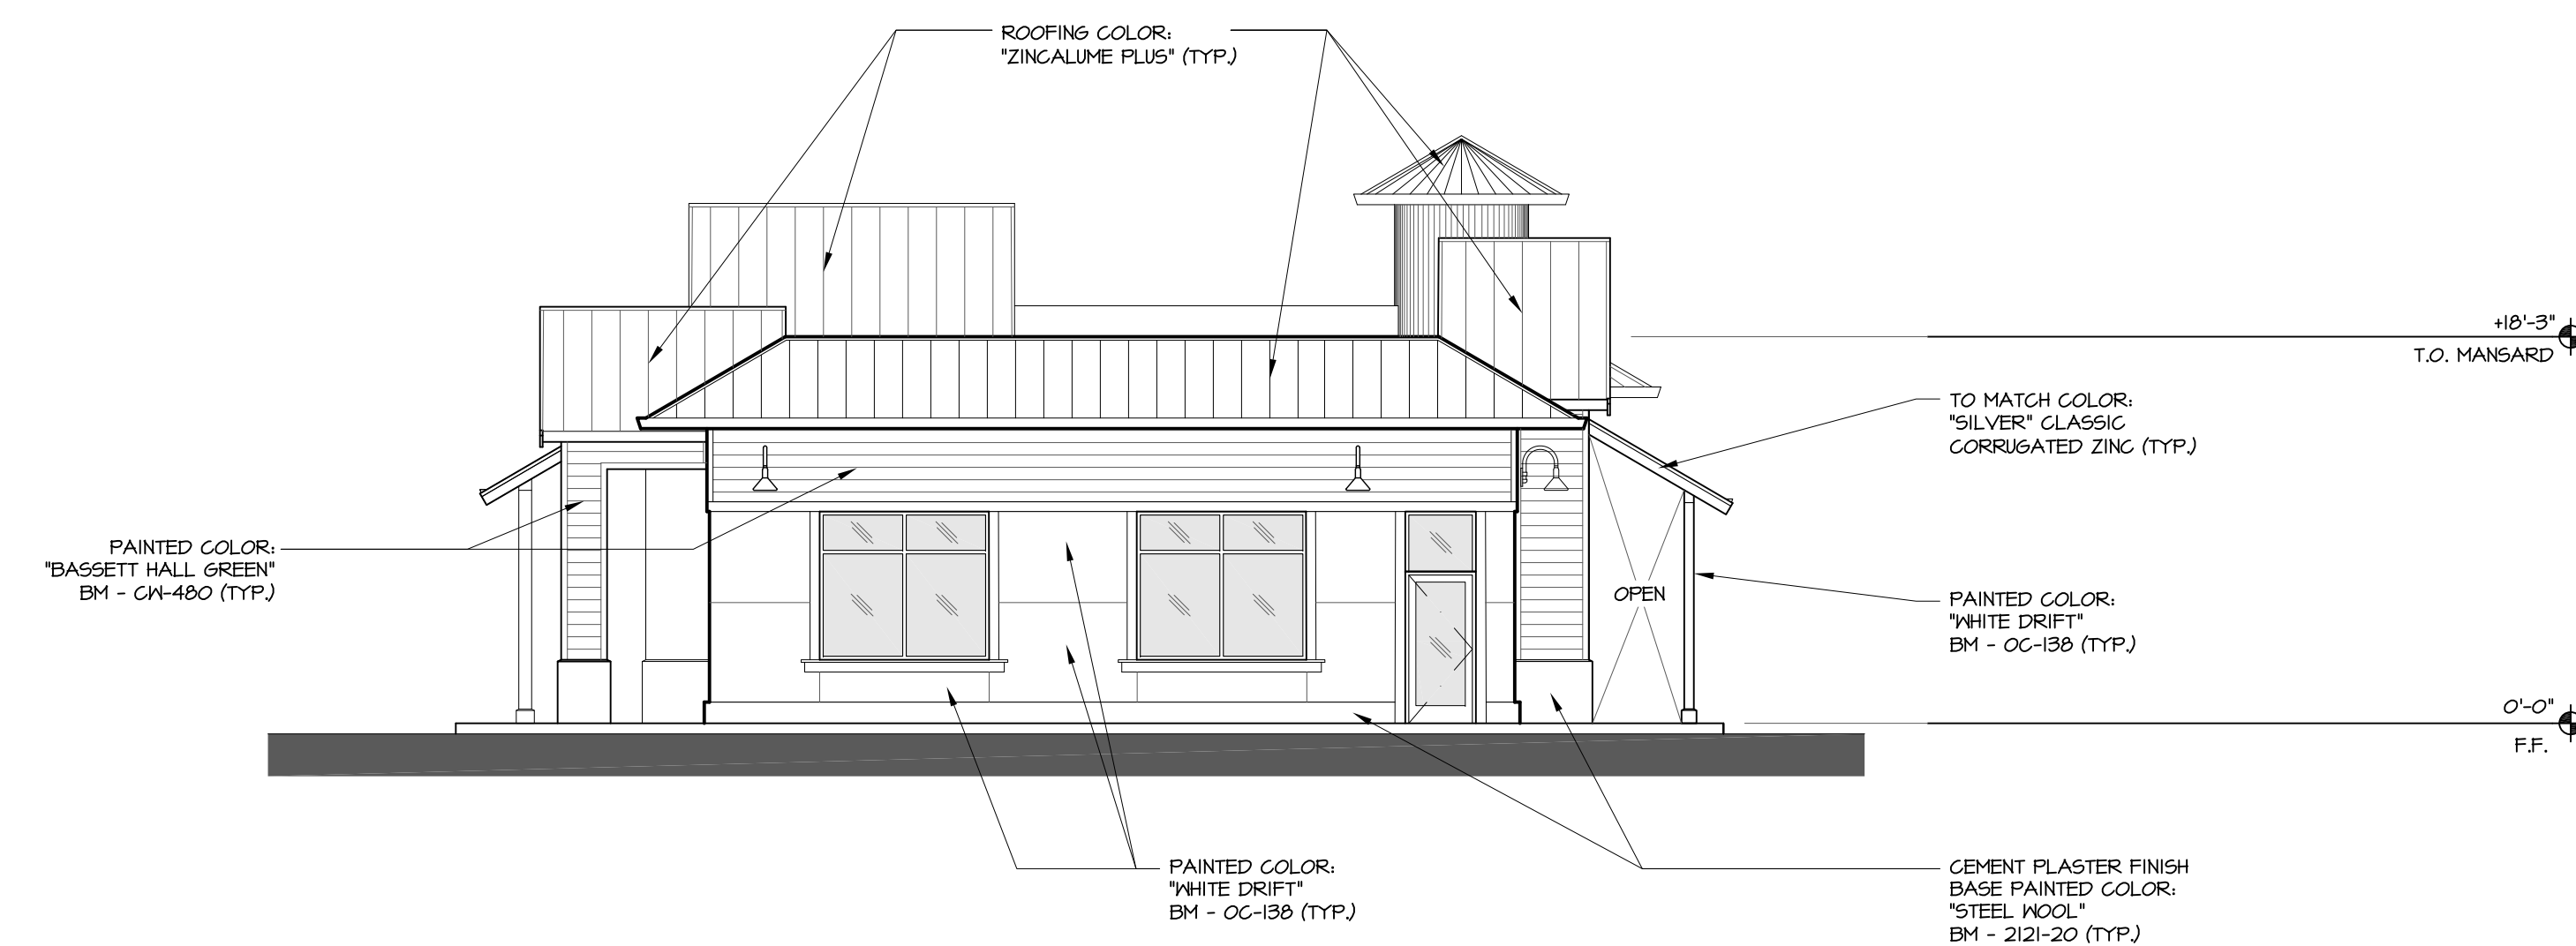 ROOFING COLOR:
"ZINCALUME PLUS" (TYP.)
+18'-3"
T.O. MANSARD
TO MATCH COLOR:
"SILVER" CLASSIC
CORRUGATED ZINC (TYP.)
PAINTED COLOR:
"BASSETT HALL GREEN"
BM - CW-480 (TYP.)
OPEN
PAINTED COLOR:
"WHITE DRIFT"
BM - OC-138 (TYP.)
0'-0"
F.F.
PAINTED COLOR:
"WHITE DRIFT"
BM - OC-138 (TYP.)
CEMENT PLASTER FINISH
BASE PAINTED COLOR:
"STEEL WOOL"
BM - 2121-20 (TYP.)